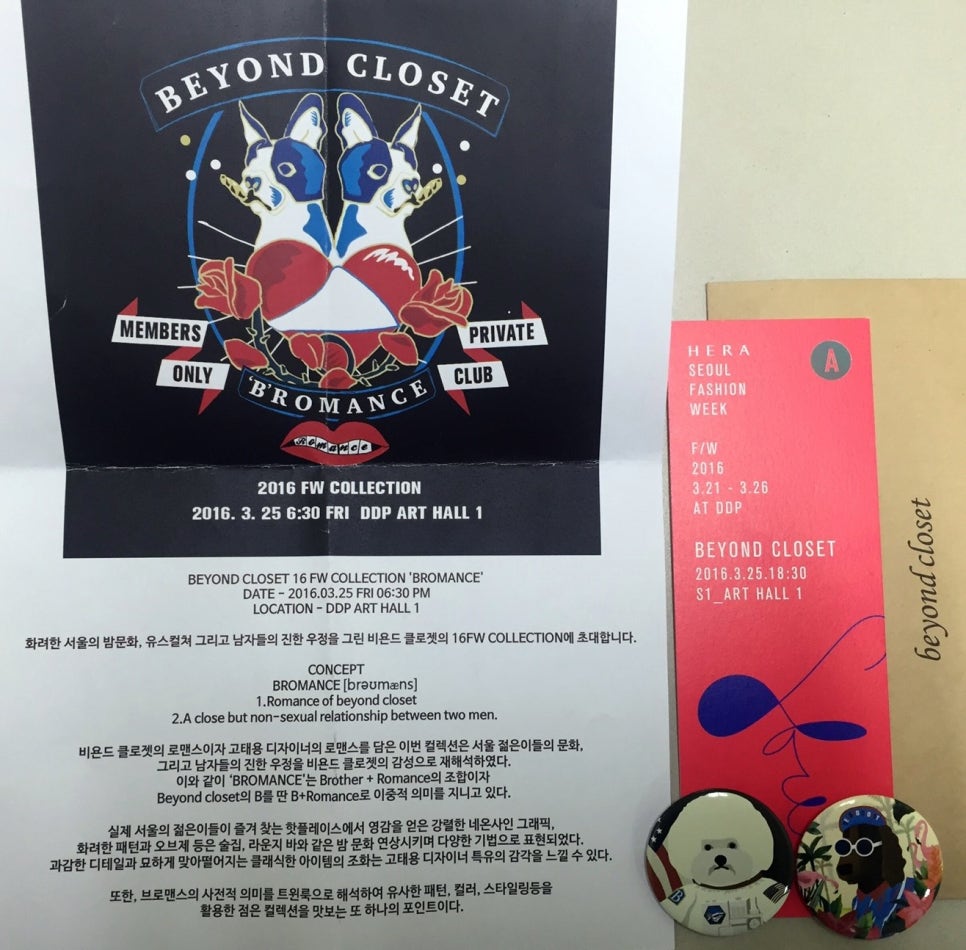 BEYOND CLOSET
MEMBERS
ONLY
PRIVATE
CLUB
'B'ROMANCE
Romance
2016 FW COLLECTION
2016. 3. 25 6:30 FRI DDP ART HALL 1
BEYOND CLOSET 16 FW COLLECTION 'BROMANCE'
DATE - 2016.03.25 FRI 06:30 PM
LOCATION - DDP ART HALL 1
화려한 서울의 밤문화, 유스컬쳐 그리고 남자들의 진한 우정을 그린 비욘드 클로젯의 16FW COLLECTION에 초대합니다.
CONCEPT
BROMANCE [brəʊmæns]
1.Romance of beyond closet
2.A close but non-sexual relationship between two men.
비욘드 클로젯의 로맨스이자 고태용 디자이너의 로맨스를 담은 이번 컬렉션은 서울 젊은이들의 문화,
그리고 남자들의 진한 우정을 비욘드 클로젯의 감성으로 재해석하였다.
이와 같이 'BROMANCE'는 Brother + Romance의 조합이자
Beyond closet의 B를 딴 B+Romance로 이중적 의미를 지니고 있다.
실제 서울의 젊은이들이 즐겨 찾는 핫플레이스에서 영감을 얻은 강렬한 네온사인 그래픽,
화려한 패턴과 오브제 등은 술집, 라운지 바와 같은 밤 문화 연상시키며 다양한 기법으로 표현되었다.
과감한 디테일과 묘하게 맞아떨어지는 클래식한 아이템의 조화는 고태용 디자이너 특유의 감각을 느낄 수 있다.
또한, 브로맨스의 사전적 의미를 트윈룩으로 해석하여 유사한 패턴, 컬러, 스타일링등을
활용한 점은 컬렉션을 맛보는 또 하나의 포인트이다.
HERA
SEOUL
FASHION
WEEK
A
F/W
2016
3.21 - 3.26
AT DDP
BEYOND CLOSET
2016.3.25.18:30
S1_ART HALL 1
beyond closet
B